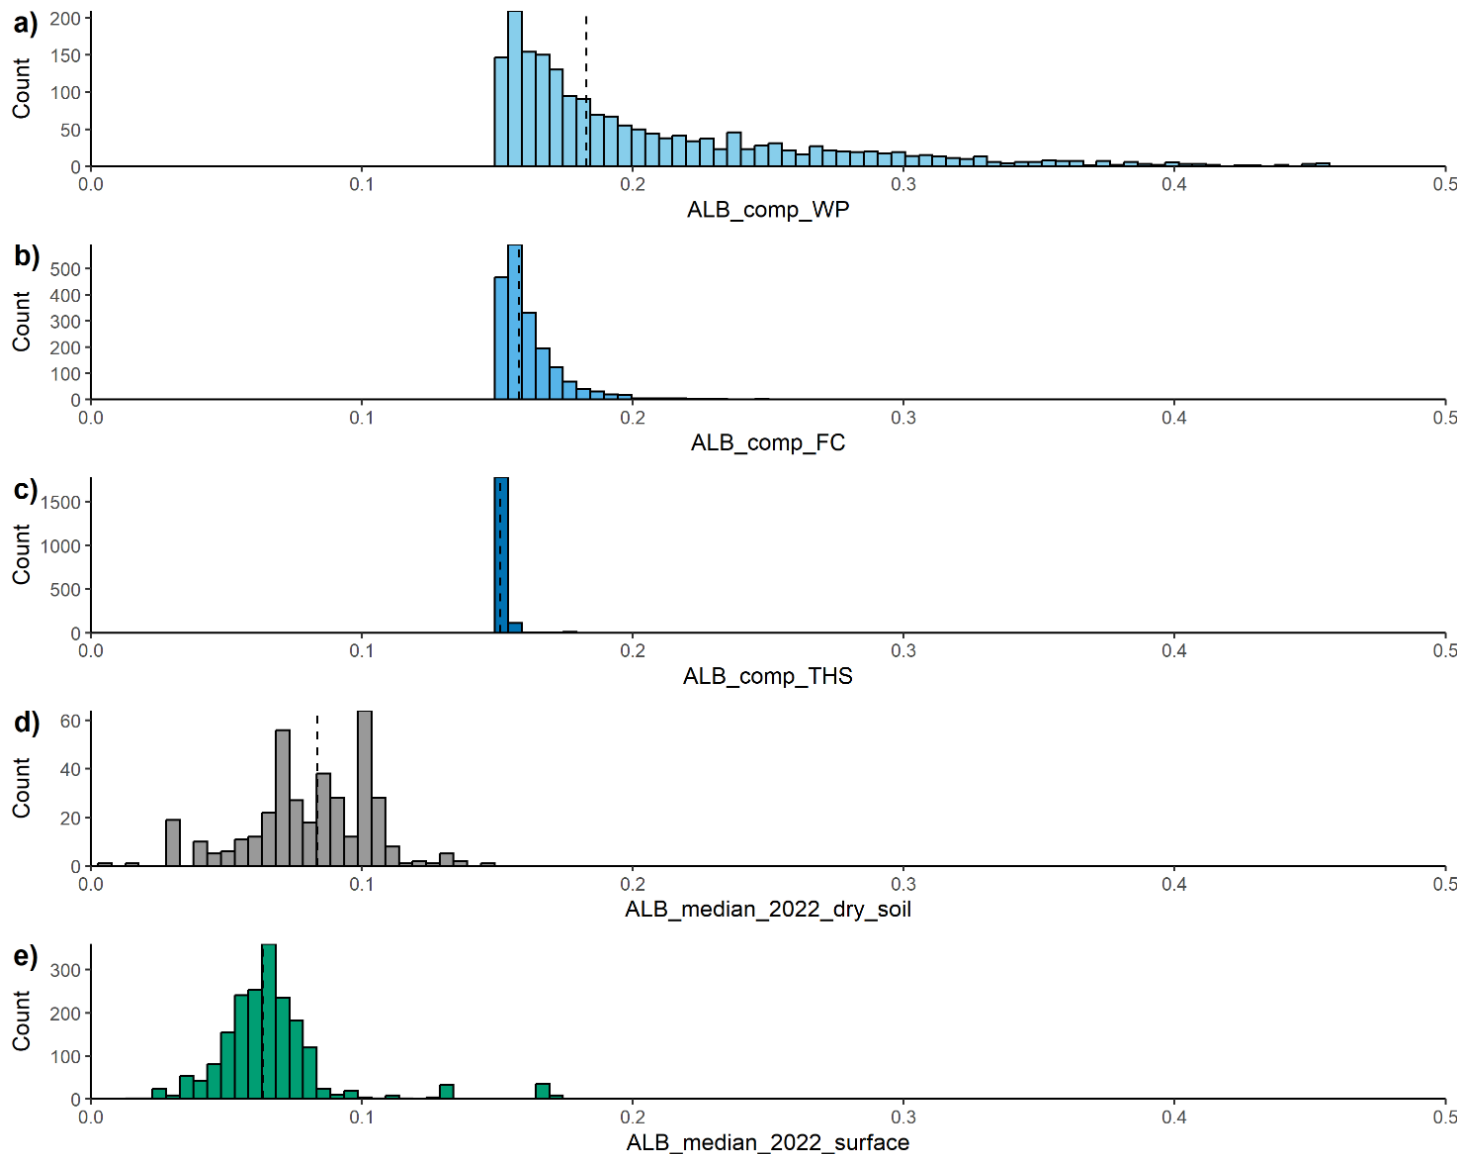 a)
Count
200
150
100
50
0
0.0 0.1 0.2 0.3 0.4 0.5
ALB_comp_WP
b)
Count
500
400
300
200
100
0
0.0 0.1 0.2 0.3 0.4 0.5
ALB_comp_FC
c)
Count
1500
1000
500
0
0.0 0.1 0.2 0.3 0.4 0.5
ALB_comp_THS
d)
Count
60
40
20
0
0.0 0.1 0.2 0.3 0.4 0.5
ALB_median_2022_dry_soil
e)
Count
300
200
100
0
0.0 0.1 0.2 0.3 0.4 0.5
ALB_median_2022_surface